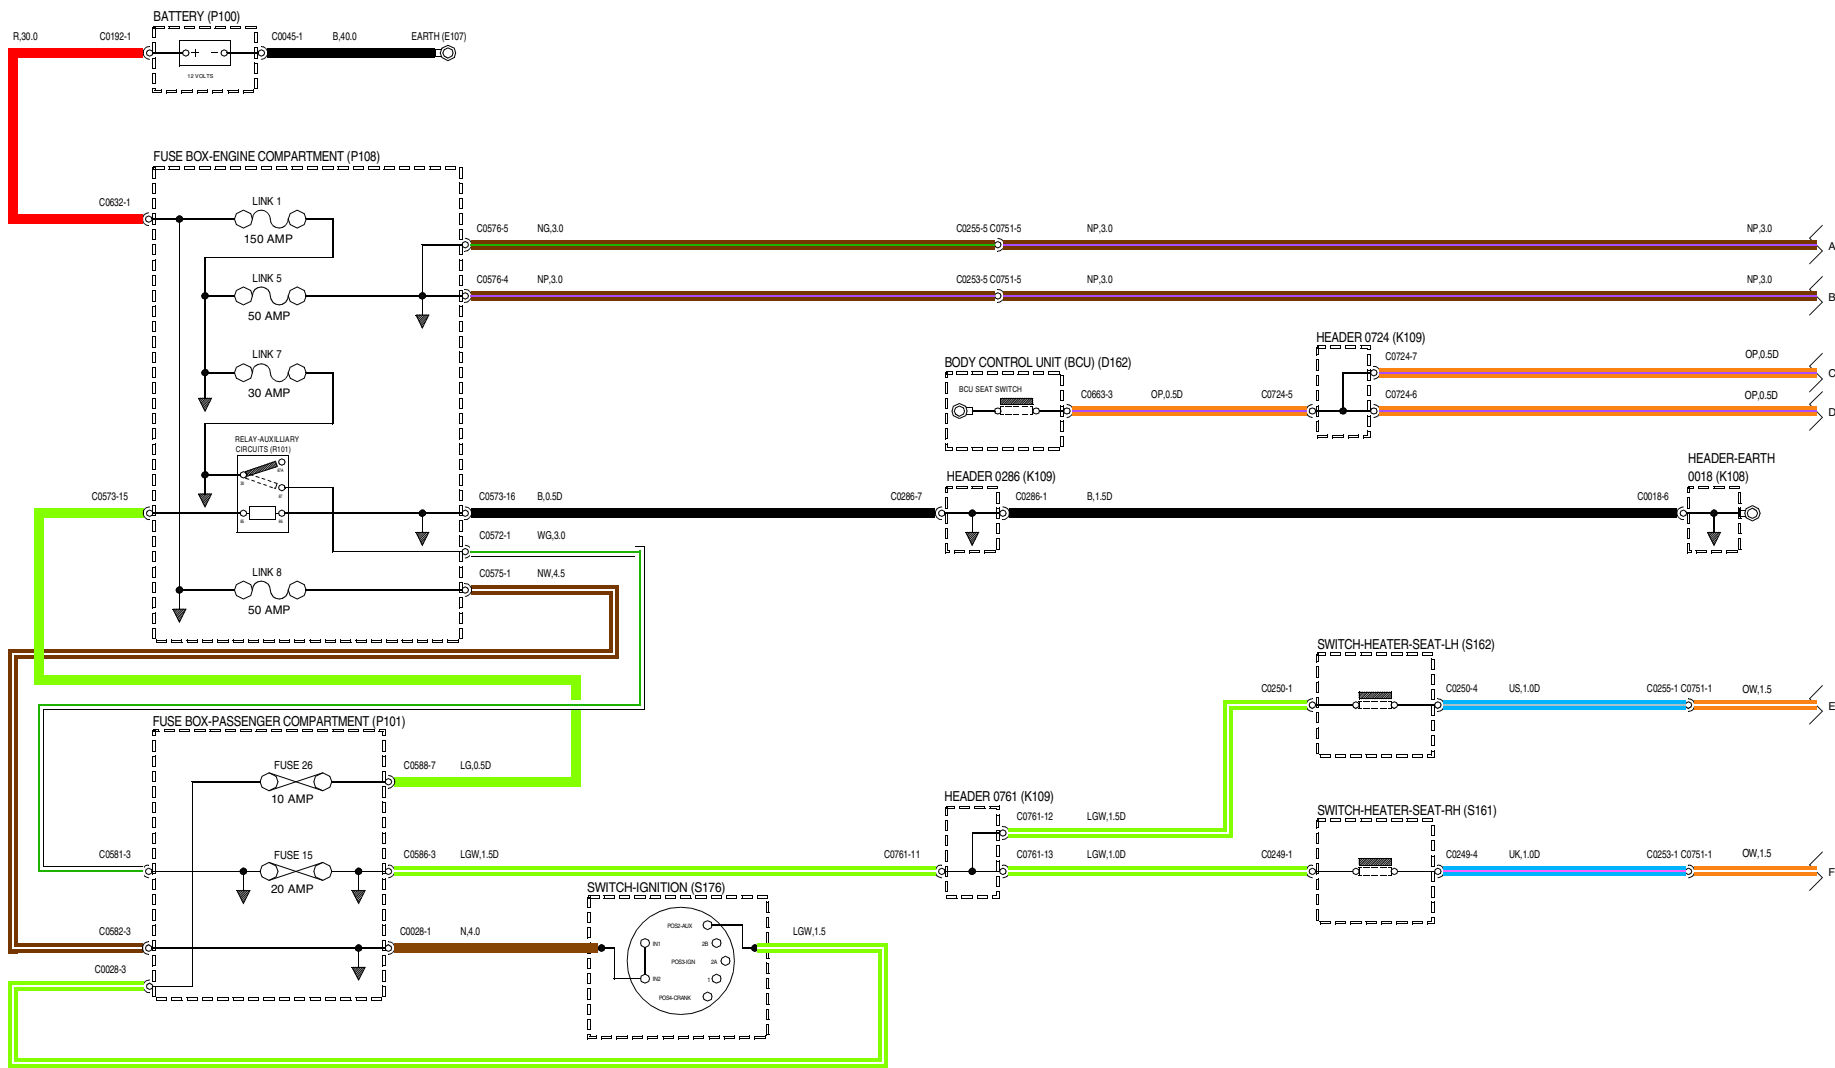 BATTERY (P100)
R,30.0
C0192-1
C0045-1
B,40.0
EARTH (E107)
+ −
12 VOLTS
FUSE BOX-ENGINE COMPARTMENT (P108)
C0632-1
LINK 1
150 AMP
C0576-5
NG,3.0
C0255-5 C0751-5
NP,3.0
NP,3.0
A
LINK 5
50 AMP
C0576-4
NP,3.0
C0253-5 C0751-5
NP,3.0
NP,3.0
B
LINK 7
30 AMP
BODY CONTROL UNIT (BCU) (D162)
BCU SEAT SWITCH
C0663-3
OP,0.5D
C0724-5
HEADER 0724 (K109)
C0724-7
OP,0.5D
C
C0724-6
OP,0.5D
D
RELAY-AUXILLIARY
CIRCUITS (R101)
87A
30
87
85
86
C0573-15
C0573-16
B,0.5D
C0286-7
HEADER 0286 (K109)
C0286-1
B,1.5D
C0018-6
HEADER-EARTH
0018 (K108)
C0572-1
WG,3.0
C0575-1
NW,4.5
LINK 8
50 AMP
FUSE BOX-PASSENGER COMPARTMENT (P101)
FUSE 26
10 AMP
C0588-7
LG,0.5D
C0581-3
FUSE 15
20 AMP
C0586-3
LGW,1.5D
C0761-11
HEADER 0761 (K109)
C0761-12
LGW,1.5D
C0761-13
LGW,1.0D
C0250-1
SWITCH-HEATER-SEAT-LH (S162)
C0250-4
US,1.0D
C0255-1 C0751-1
OW,1.5
E
C0249-1
SWITCH-HEATER-SEAT-RH (S161)
C0249-4
UK,1.0D
C0253-1 C0751-1
OW,1.5
F
C0582-3
C0028-1
N,4.0
C0028-3
SWITCH-IGNITION (S176)
POS2-AUX
IN1
2B
POS3-IGN
2A
IN2
1
POS4-CRANK
LGW,1.5